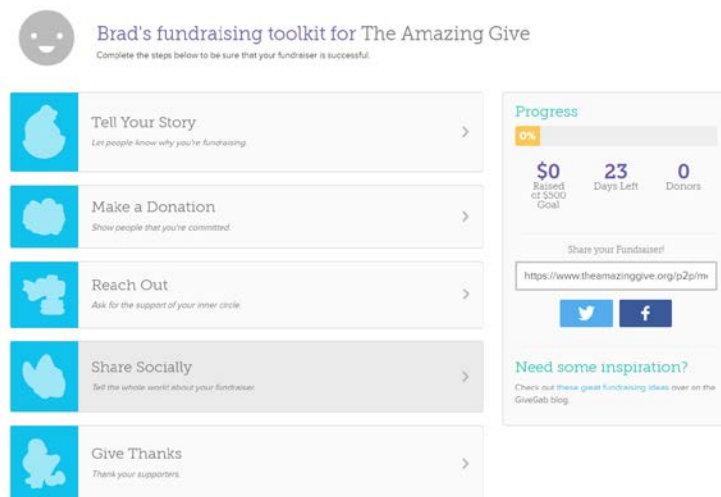 Brad's fundraising toolkit for The Amazing Give
Complete the steps below to be sure that your fundraiser is successful.
Tell Your Story
Let people know why you're fundraising.
Make a Donation
Show people that you're committed.
Reach Out
Ask for the support of your inner circle.
Share Socially
Tell the whole world about your fundraiser
Give Thanks
Thank your supporters.
Progress
0%
$0
Raised
of $500
Goal
23
Days Left
0
Donors
Share your Fundraiser!
https://www.theamazinggive.org/p2p/m
Need some inspiration?
Check out these great fundraising ideas over on the
GiveGab blog.